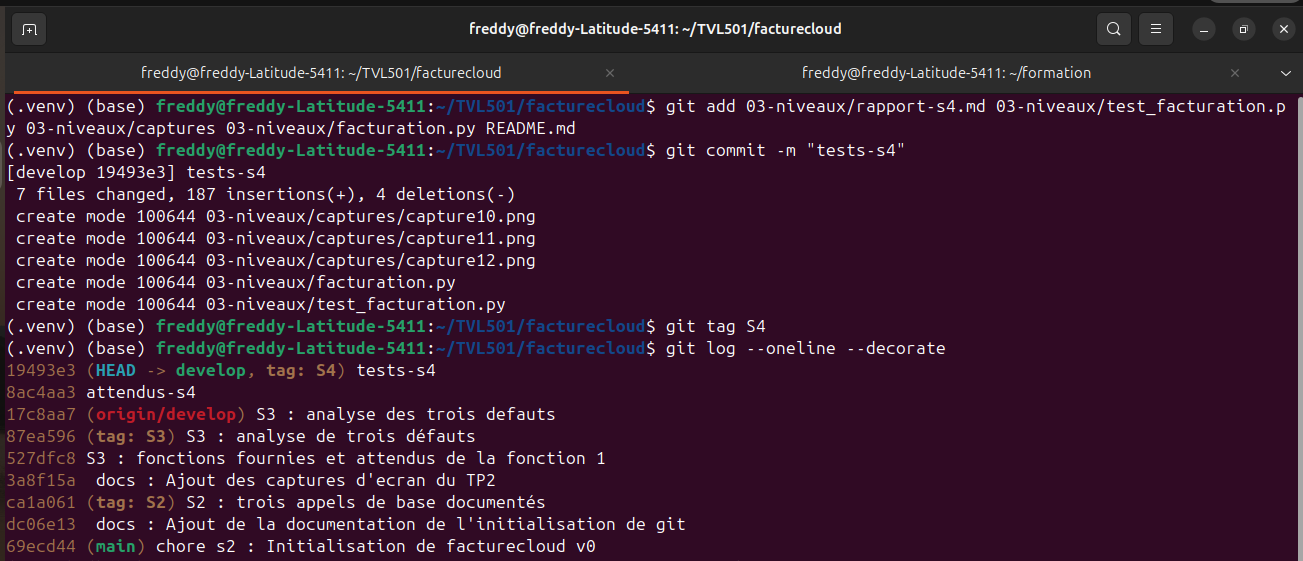 freddy@freddy-Latitude-5411: ~/TVL501/facturecloud
freddy@freddy-Latitude-5411: ~/TVL501/facturecloud
freddy@freddy-Latitude-5411: ~/formation
(.venv) (base) freddy@freddy-Latitude-5411:~/TVL501/facturecloud$ git add 03-niveaux/rapport-s4.md 03-niveaux/test_facturation.p
y 03-niveaux/captures 03-niveaux/facturation.py README.md
(.venv) (base) freddy@freddy-Latitude-5411:~/TVL501/facturecloud$ git commit -m "tests-s4"
[develop 19493e3] tests-s4
 7 files changed, 187 insertions(+), 4 deletions(-)
 create mode 100644 03-niveaux/captures/capture10.png
 create mode 100644 03-niveaux/captures/capture11.png
 create mode 100644 03-niveaux/captures/capture12.png
 create mode 100644 03-niveaux/facturation.py
 create mode 100644 03-niveaux/test_facturation.py
(.venv) (base) freddy@freddy-Latitude-5411:~/TVL501/facturecloud$ git tag S4
(.venv) (base) freddy@freddy-Latitude-5411:~/TVL501/facturecloud$ git log --oneline --decorate
19493e3 (HEAD -> develop, tag: S4) tests-s4
8ac4aa3 attendus-s4
17c8aa7 (origin/develop) S3 : analyse des trois defauts
87ea596 (tag: S3) S3 : analyse de trois défauts
527dfc8 S3 : fonctions fournies et attendus de la fonction 1
3a8f15a  docs : Ajout des captures d'ecran du TP2
ca1a061 (tag: S2) S2 : trois appels de base documentés
dc06e13  docs : Ajout de la documentation de l'initialisation de git
69ecd44 (main) chore s2 : Initialisation de facturecloud v0